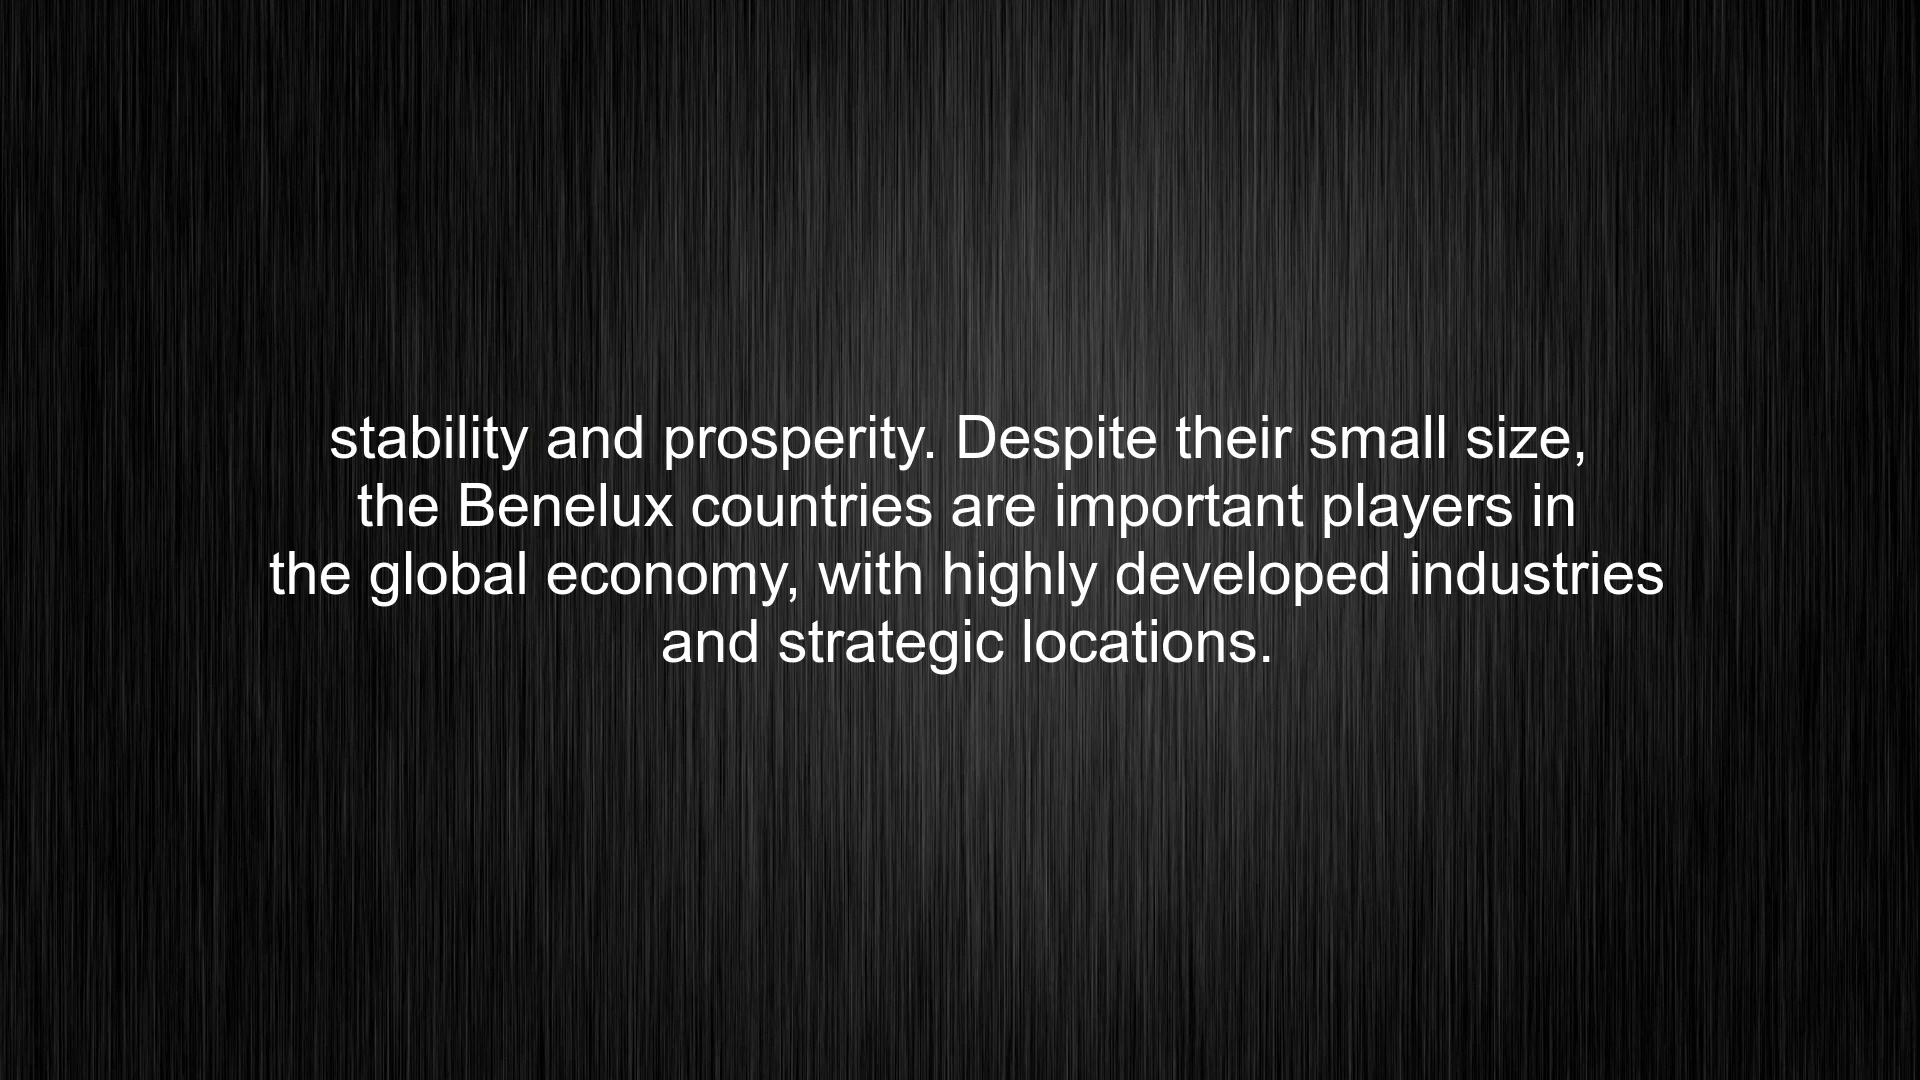 stability and prosperity. Despite their small size,
the Benelux countries are important players in
the global economy, with highly developed industries
and strategic locations.